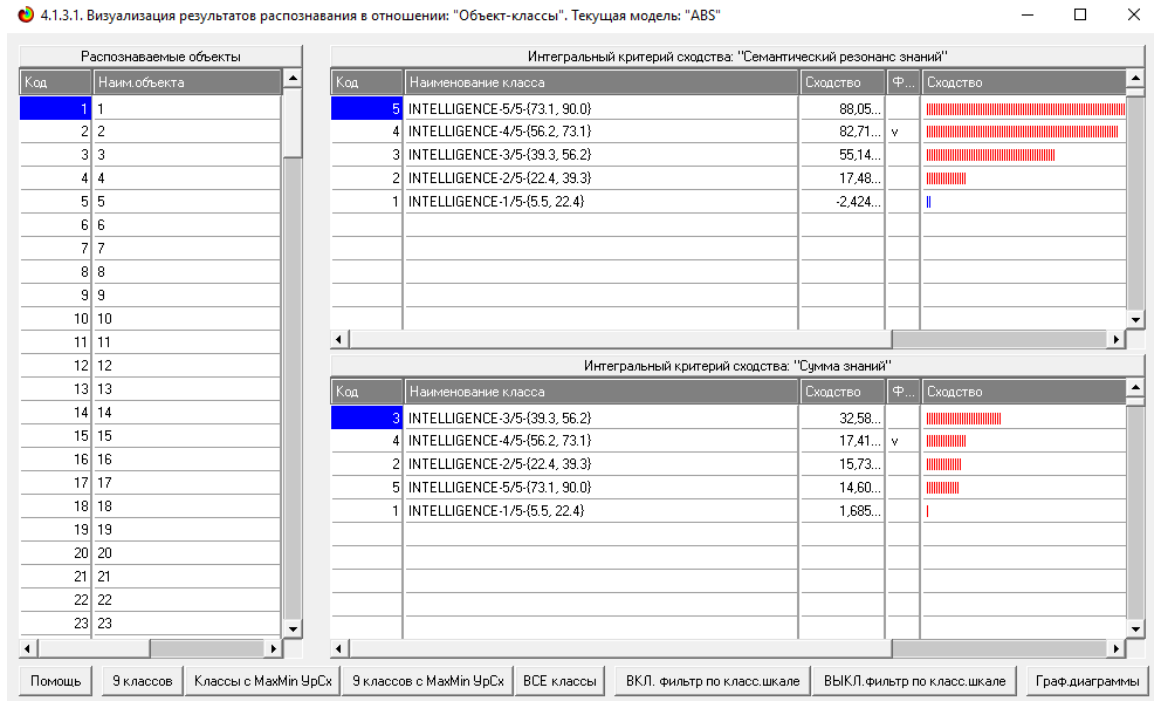 4.1.3.1. Визуализация результатов распознавания в отношении: "Объект-классы". Текущая модель: "ABS"
Распознаваемые объекты
Код Наим.объекта
1 1
2 2
3 3
4 4
5 5
6 6
7 7
8 8
9 9
10 10
11 11
12 12
13 13
14 14
15 15
16 16
17 17
18 18
19 19
20 20
21 21
22 22
23 23
Интегральный критерий сходства: "Семантический резонанс знаний"
Код Наименование класса Сходство Ф... Сходство
5 INTELLIGENCE-5/5-{73.1, 90.0} 88,05...
4 INTELLIGENCE-4/5-{56.2, 73.1} 82,71... v
3 INTELLIGENCE-3/5-{39.3, 56.2} 55,14...
2 INTELLIGENCE-2/5-{22.4, 39.3} 17,48...
1 INTELLIGENCE-1/5-{5.5, 22.4} -2,424...
Интегральный критерий сходства: "Сумма знаний"
Код Наименование класса Сходство Ф... Сходство
3 INTELLIGENCE-3/5-{39.3, 56.2} 32,58...
4 INTELLIGENCE-4/5-{56.2, 73.1} 17,41... v
2 INTELLIGENCE-2/5-{22.4, 39.3} 15,73...
5 INTELLIGENCE-5/5-{73.1, 90.0} 14,60...
1 INTELLIGENCE-1/5-{5.5, 22.4} 1,685...
Помощь 9 классов Классы с MaxMin УрСх 9 классов с MaxMin УрСх ВСЕ классы ВКЛ. фильтр по класс.шкале ВЫКЛ.фильтр по класс.шкале Граф.диаграммы